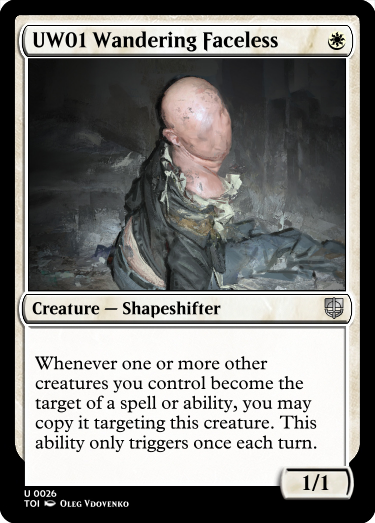 UW01 Wandering Faceless
Creature — Shapeshifter
Whenever one or more other
creatures you control become the
target of a spell or ability, you may
copy it targeting this creature. This
ability only triggers once each turn.
1/1
U 0026
TOI Oleg Vdovenko